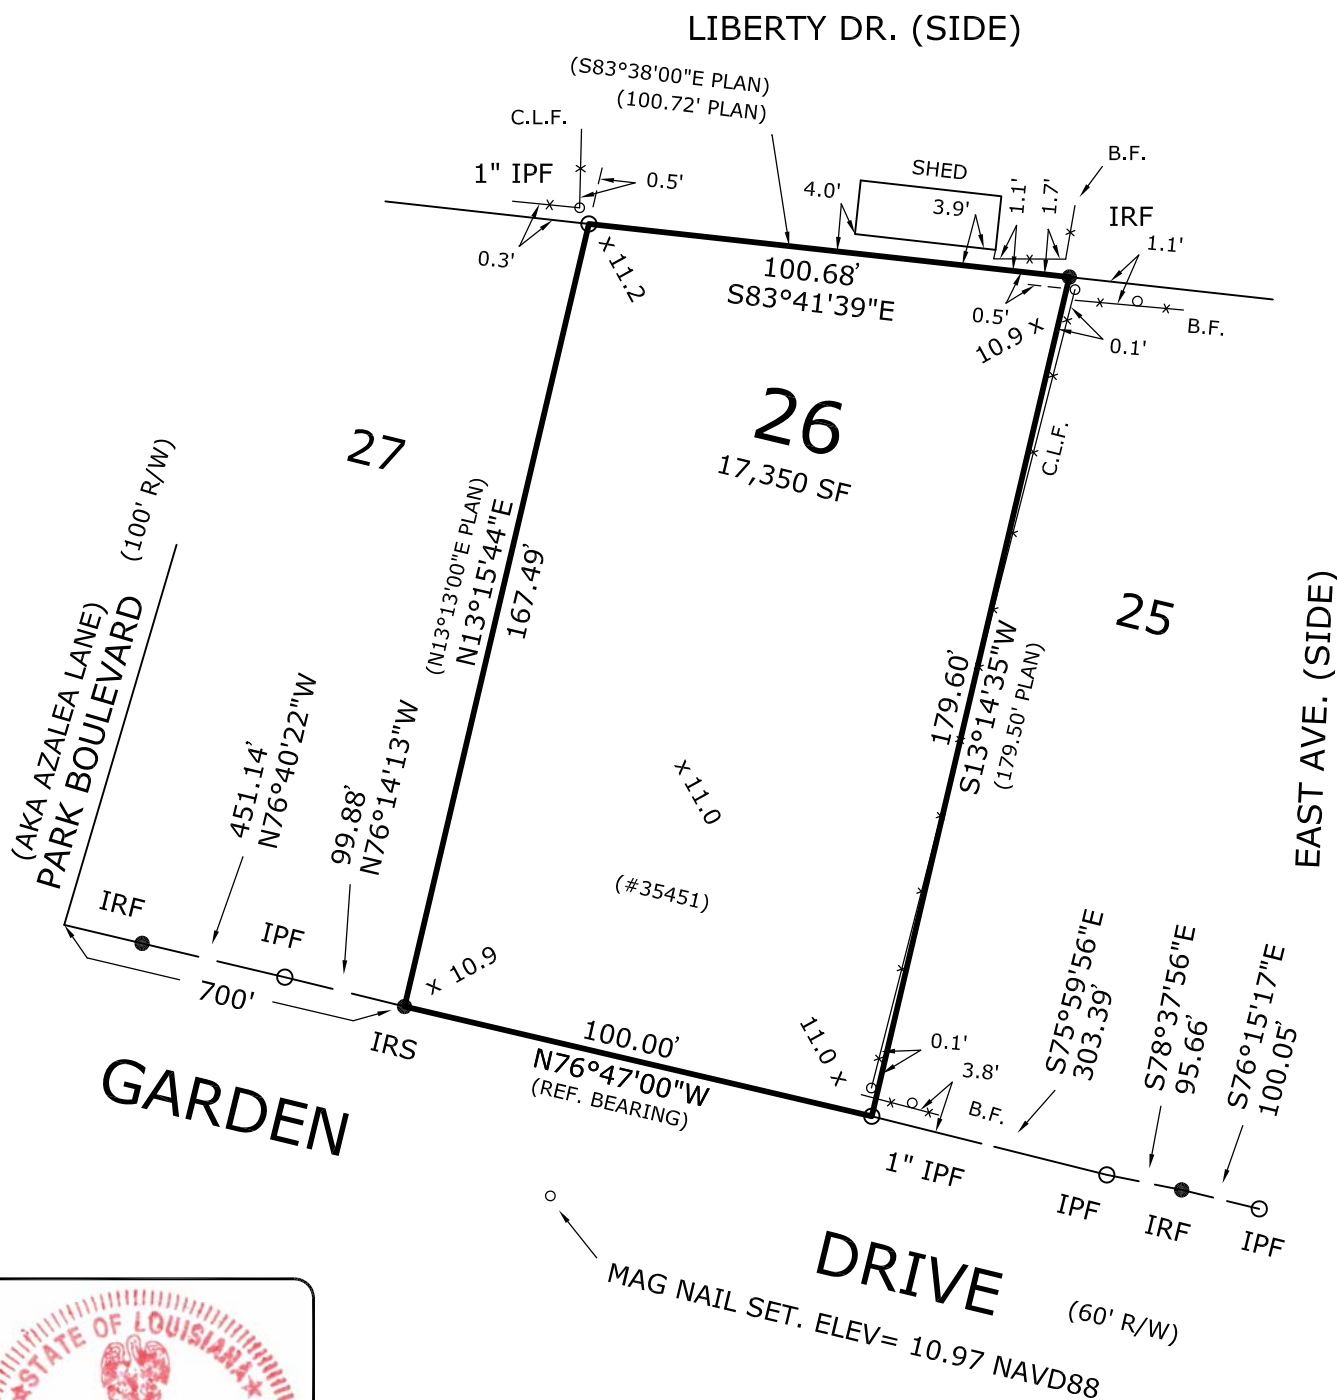 LIBERTY DR. (SIDE)
(S83°38'00"E PLAN)
(100.72' PLAN)
C.L.F.
1" IPF
0.5'
0.3'
4.0'
SHED
3.9'
1.1'
1.7'
B.F.
IRF
1.1'
B.F.
100.68'
S83°41'39"E
11.2
0.5'
10.9
0.1'
C.L.F.
26
17,350 SF
27
25
(100' R/W)
(AKA AZALEA LANE)
PARK BOULEVARD
(N13°13'00"E PLAN)
N13°15'44"E
167.49'
179.60'
S13°14'35"W
(179.50' PLAN)
EAST AVE. (SIDE)
451.14'
N76°40'22"W
99.88'
N76°14'13"W
11.0
(#35451)
IRF
IPF
700'
10.9
IRS
100.00'
N76°47'00"W
(REF. BEARING)
11.0
0.1'
3.8'
B.F.
1" IPF
S75°59'56"E
303.39'
S78°37'56"E
95.66'
S76°15'17"E
100.05'
IPF
IRF
IPF
GARDEN
DRIVE
(60' R/W)
MAG NAIL SET. ELEV= 10.97 NAVD88
STATE OF LOUISIANA